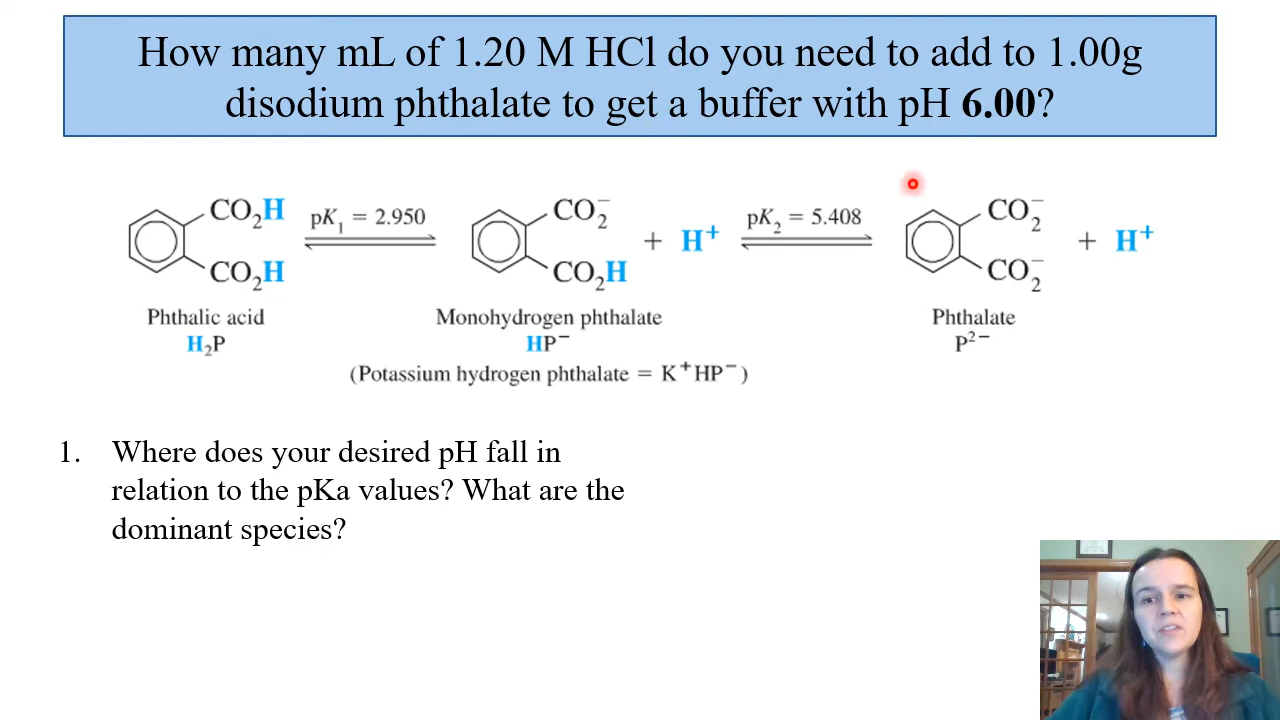 How many mL of 1.20 M HCl do you need to add to 1.00g
disodium phthalate to get a buffer with pH 6.00?
CO₂H
CO₂H
pK₁ = 2.950
CO₂⁻
CO₂H
+ H⁺
pK₂ = 5.408
CO₂⁻
CO₂⁻
+ H⁺
Phthalic acid
H₂P
Monohydrogen phthalate
HP⁻
(Potassium hydrogen phthalate = K⁺HP⁻)
Phthalate
P²⁻
1. Where does your desired pH fall in
relation to the pKa values? What are the
dominant species?